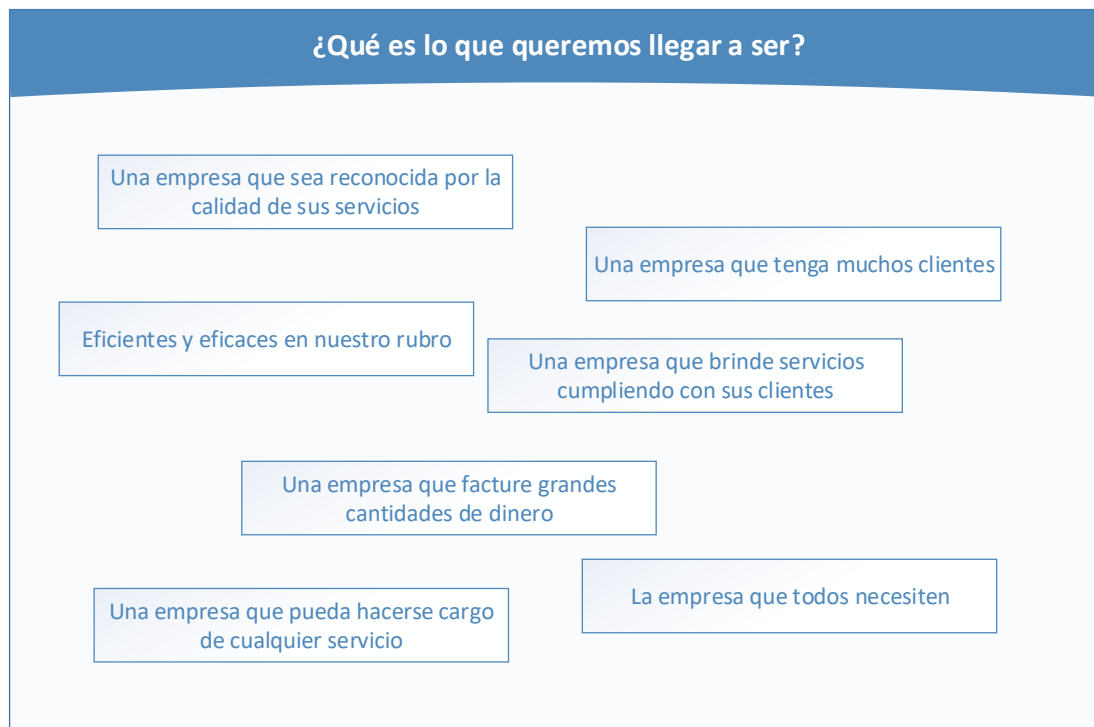 ¿Qué es lo que queremos llegar a ser?
Una empresa que sea reconocida por la
calidad de sus servicios
Una empresa que tenga muchos clientes
Eficientes y eficaces en nuestro rubro
Una empresa que brinde servicios
cumpliendo con sus clientes
Una empresa que facture grandes
cantidades de dinero
La empresa que todos necesiten
Una empresa que pueda hacerse cargo
de cualquier servicio